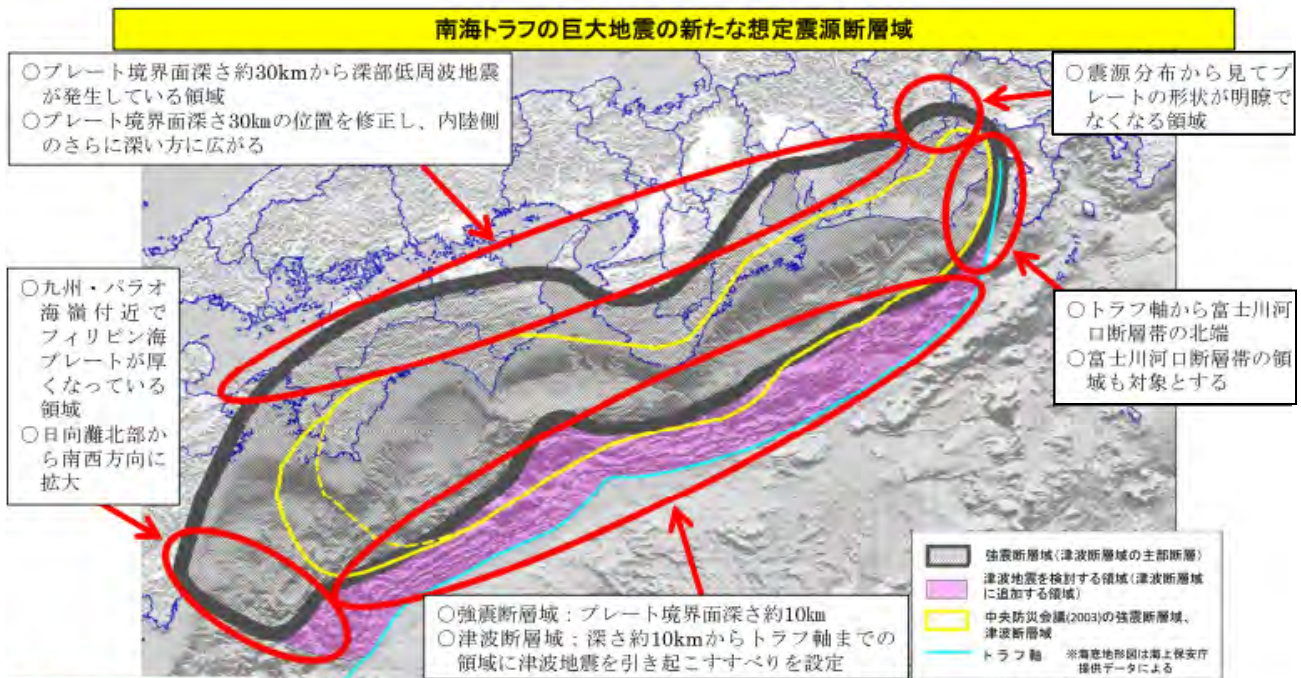 南海トラフの巨大地震の新たな想定震源断層域
○プレート境界面深さ約30kmから深部低周波地震
が発生している領域
○プレート境界面深さ30㎞の位置を修正し、内陸側
のさらに深い方に広がる
○震源分布から見てプ
レートの形状が明瞭で
なくなる領域
○九州・パラオ
海嶺付近で
フィリピン海
プレートが厚
くなっている
領域
○日向灘北部か
ら南西方向に
拡大
○トラフ軸から富士川河
口断層帯の北端
○富士川河口断層帯の領
域も対象とする
○強震断層域：プレート境界面深さ約10㎞
○津波断層域：深さ約10kmからトラフ軸までの
領域に津波地震を引き起こすすべりを設定
強震断層域(津波断層域の主部断層)
津波地震を検討する領域(津波断層域
に追加する領域)
中央防災会議(2003)の強震断層域、
津波断層域
トラフ軸 ※海底地形図は海上保安庁
提供データによる